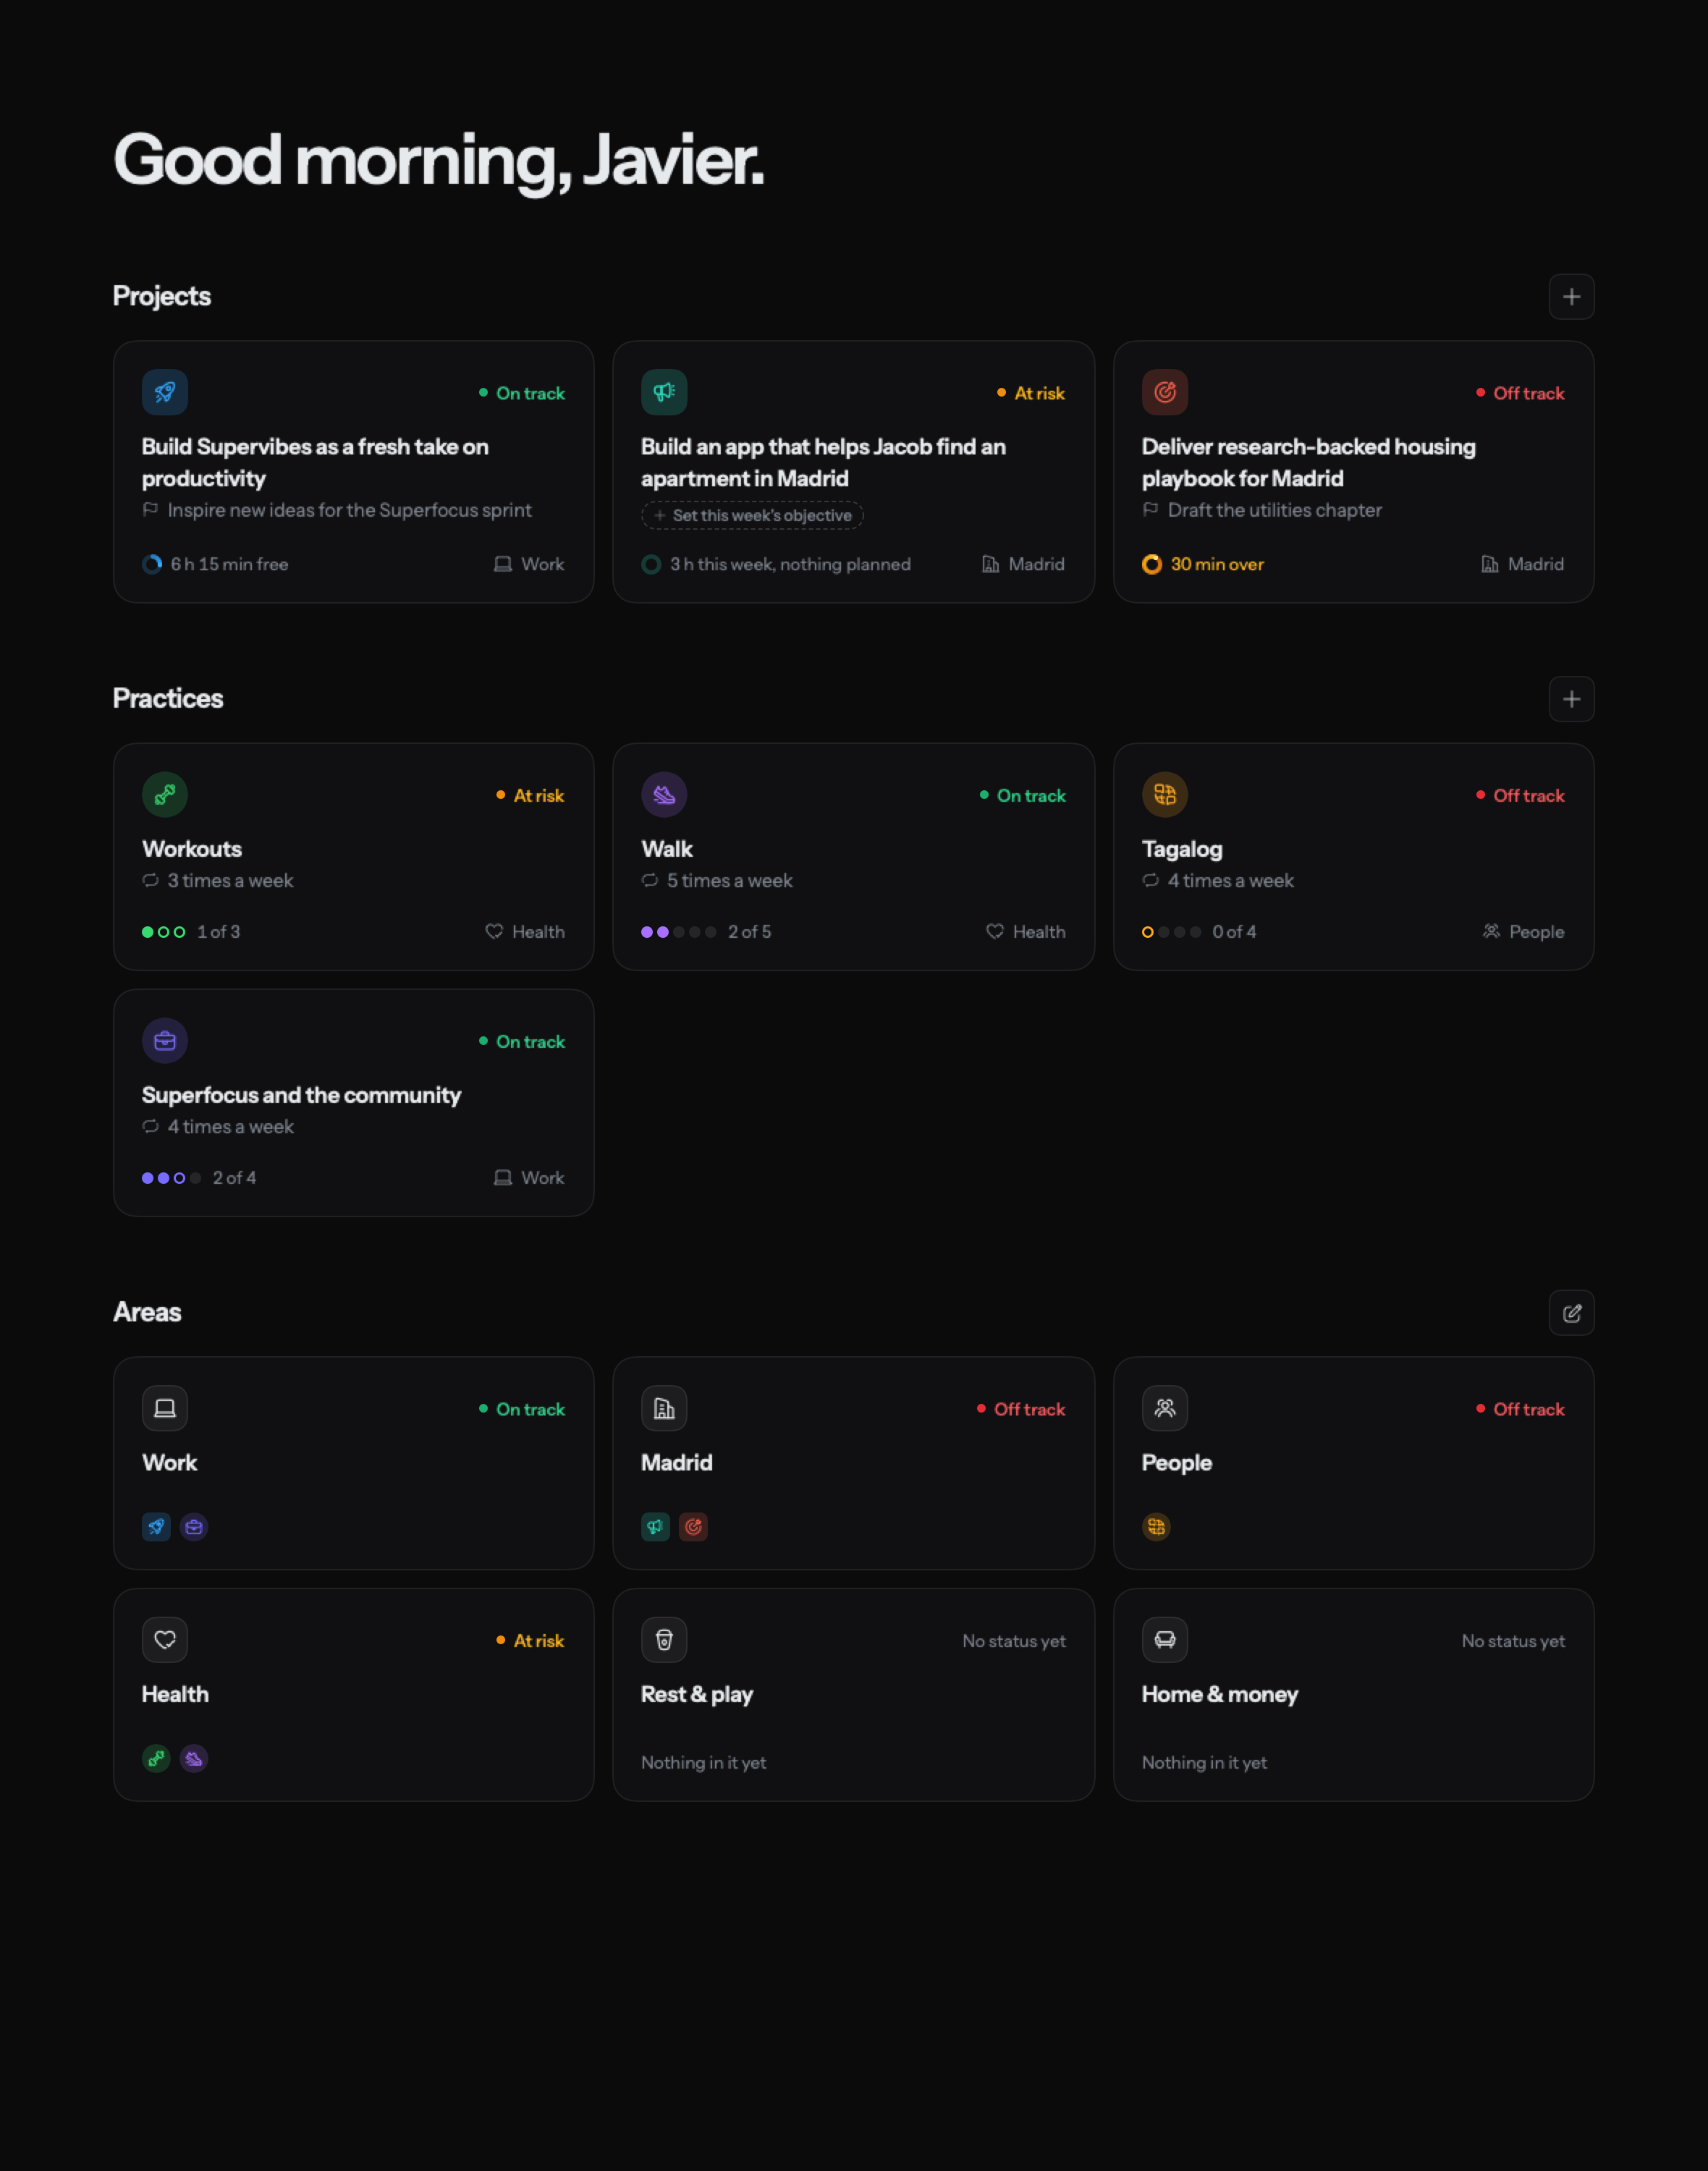 Good morning, Javier.
Projects
On track
Build Supervibes as a fresh take on
productivity
Inspire new ideas for the Superfocus sprint
6 h 15 min free
Work
At risk
Build an app that helps Jacob find an
apartment in Madrid
+ Set this week's objective
3 h this week, nothing planned
Madrid
Off track
Deliver research-backed housing
playbook for Madrid
Draft the utilities chapter
30 min over
Madrid
Practices
At risk
Workouts
3 times a week
1 of 3
Health
On track
Walk
5 times a week
2 of 5
Health
Off track
Tagalog
4 times a week
0 of 4
People
On track
Superfocus and the community
4 times a week
2 of 4
Work
Areas
On track
Work
Off track
Madrid
Off track
People
At risk
Health
No status yet
Rest & play
Nothing in it yet
No status yet
Home & money
Nothing in it yet